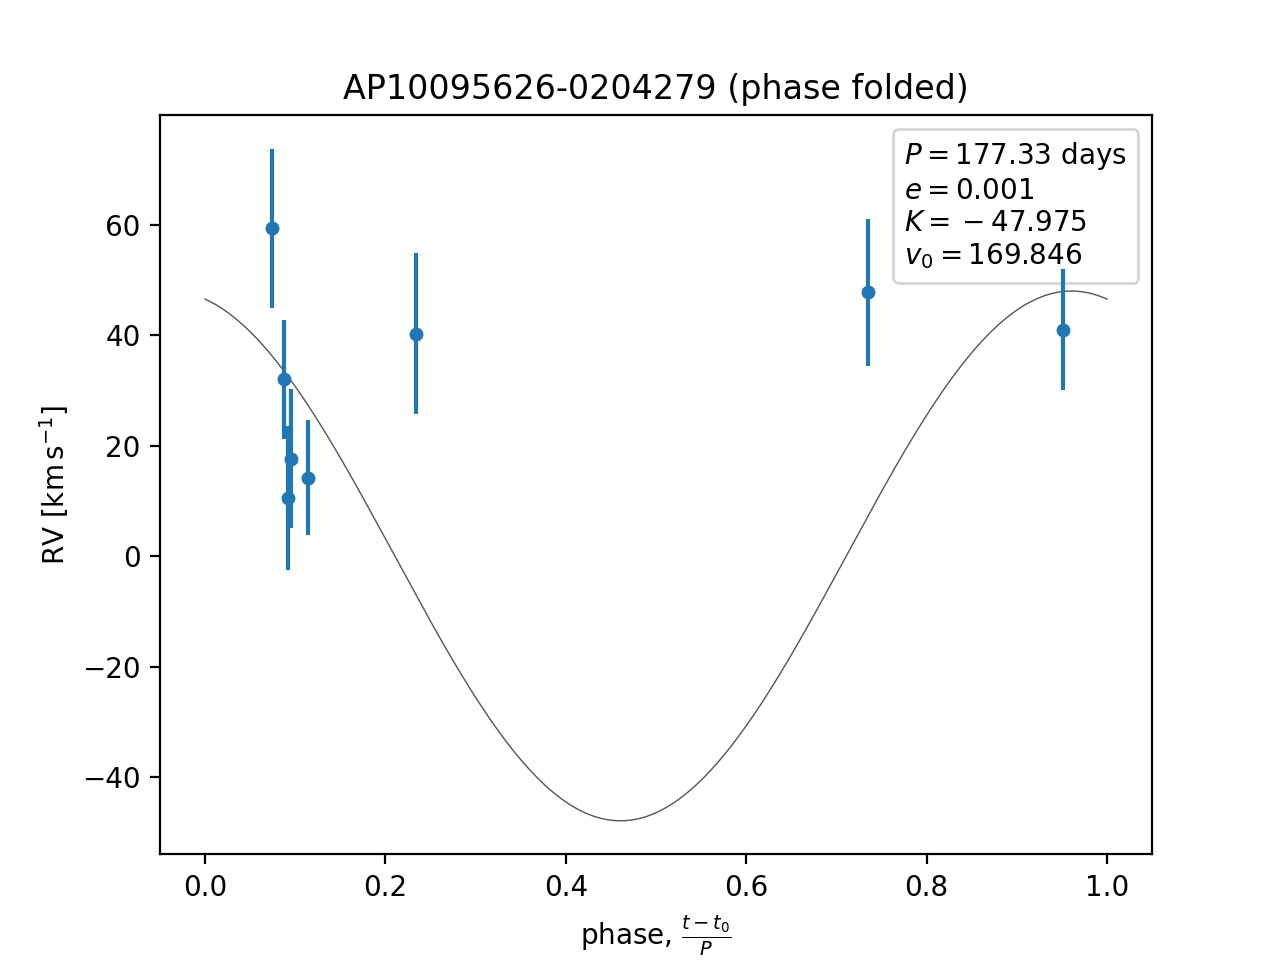 AP10095626-0204279 (phase folded)
P = 177.33 days
e = 0.001
K = −47.975
v₀ = 169.846
RV [km s⁻¹]
60
40
20
0
−20
−40
0.0 0.2 0.4 0.6 0.8 1.0
phase, (t − t₀)/P